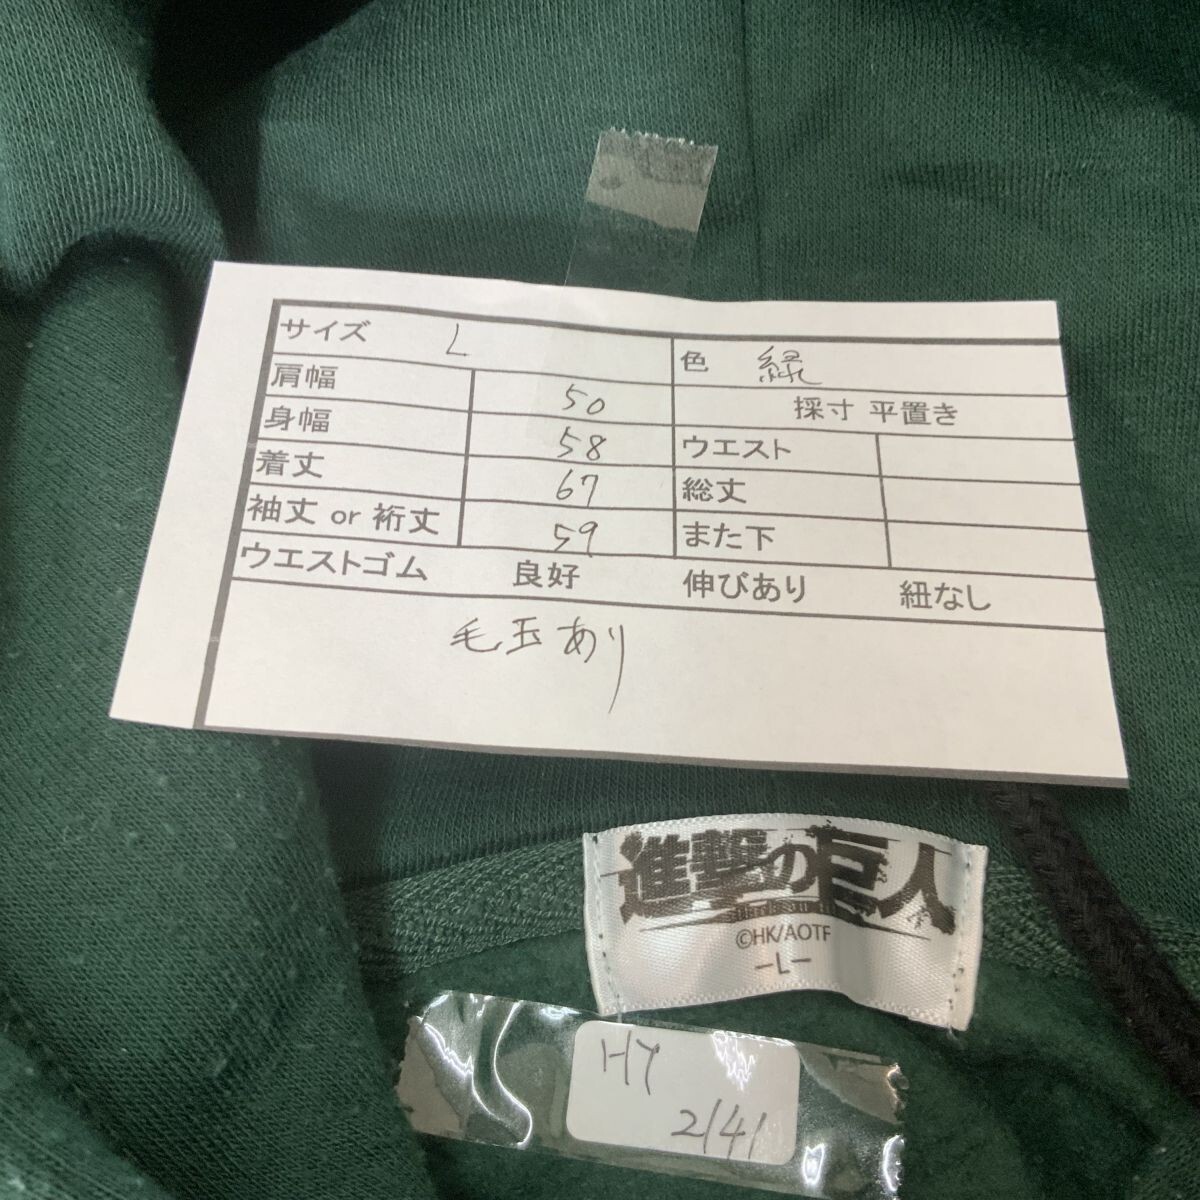 サイズ L 色 緑
肩幅 50 採寸 平置き
身幅 58 ウエスト
着丈 67 総丈
袖丈 or 裄丈 59 また下
ウエストゴム 良好 伸びあり 紐なし
毛玉あり
進撃の巨人
©HK/AOTF
-L-
2141